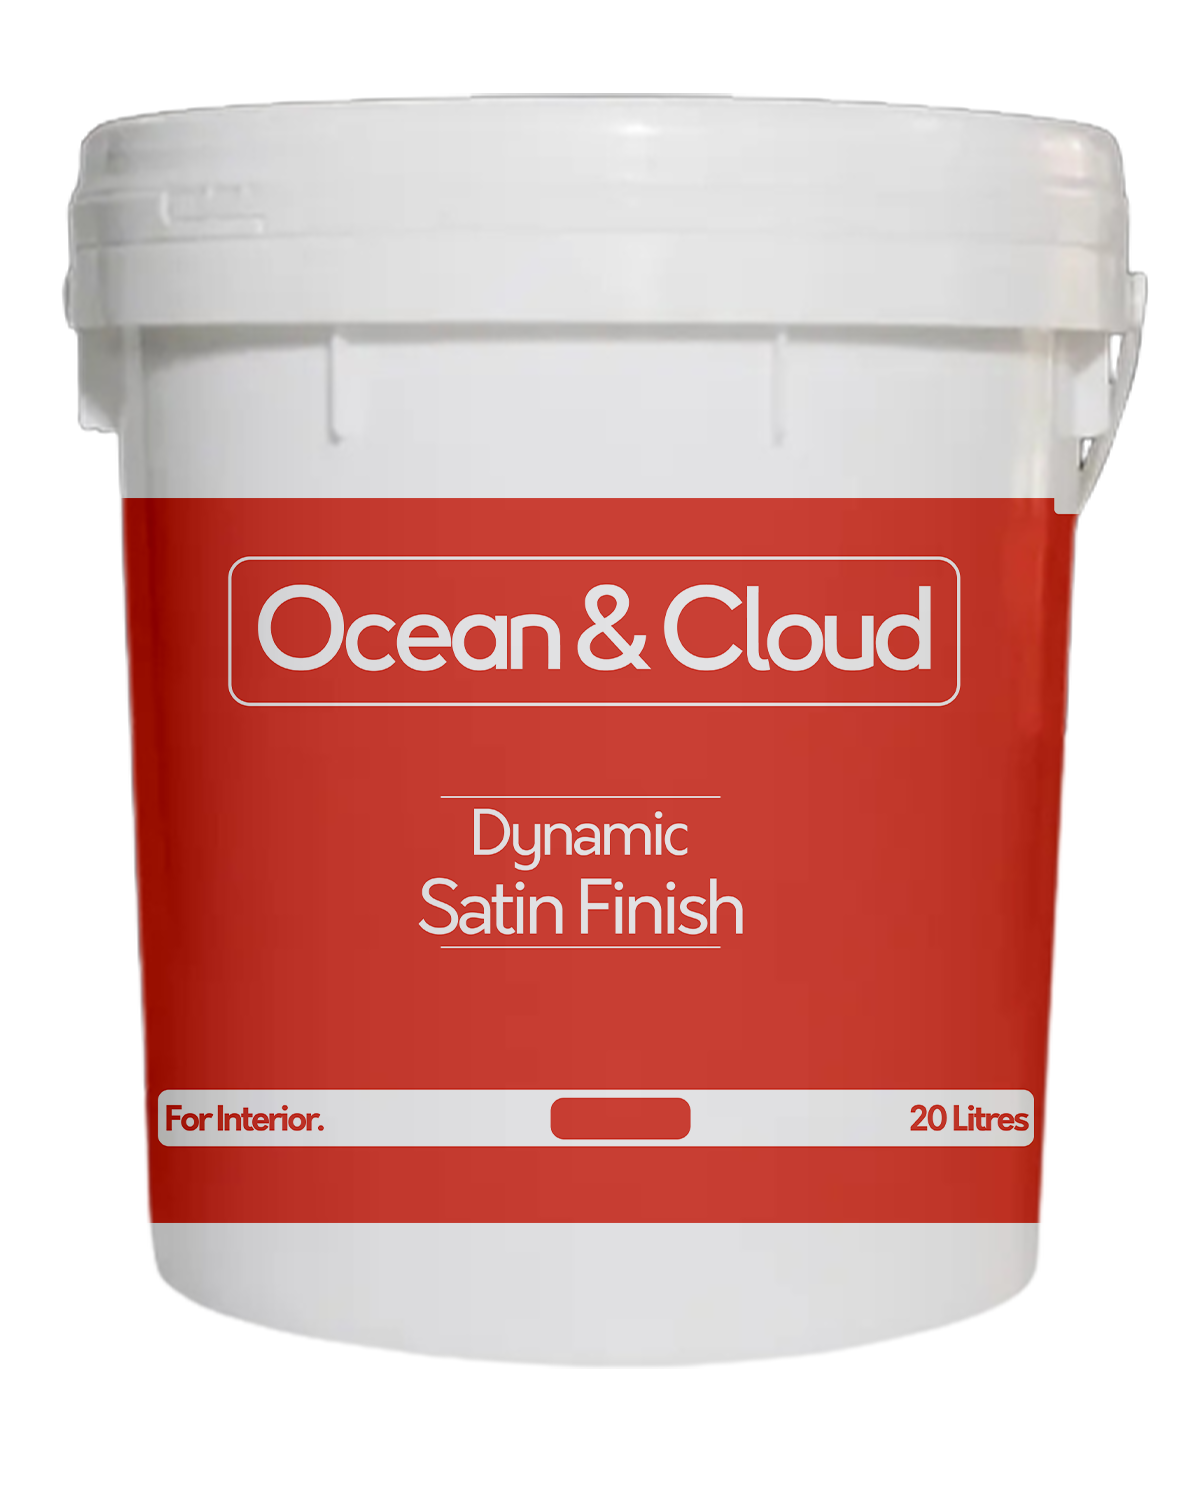 Ocean & Cloud
Dynamic
Satin Finish
For Interior.
20 Litres